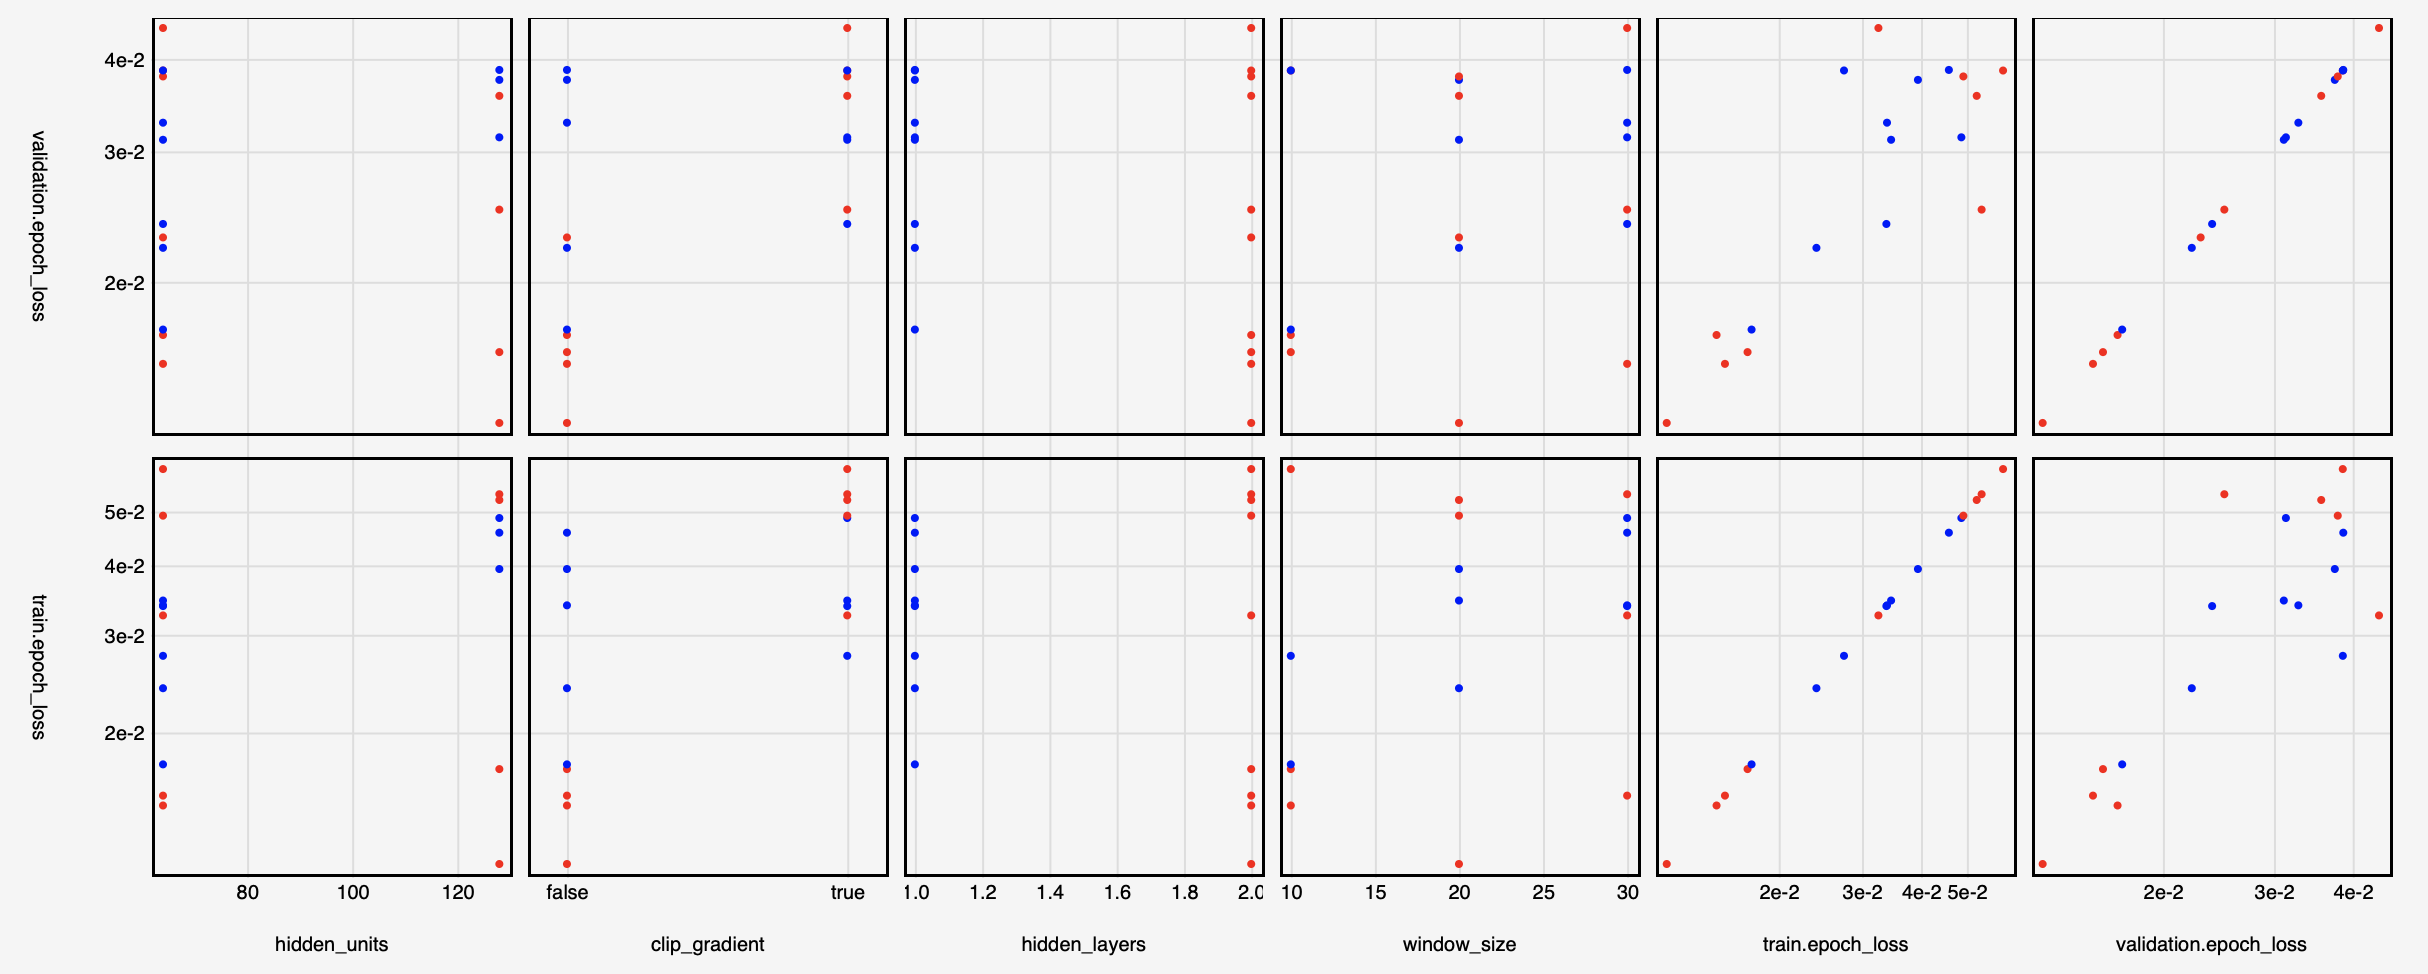 validation.epoch_loss
4e-2
3e-2
2e-2
train.epoch_loss
5e-2
4e-2
3e-2
2e-2
80 100 120 false true 1.0 1.2 1.4 1.6 1.8 2.0 10 15 20 25 30 2e-2 3e-2 4e-2 5e-2 2e-2 3e-2 4e-2
hidden_units clip_gradient hidden_layers window_size train.epoch_loss validation.epoch_loss